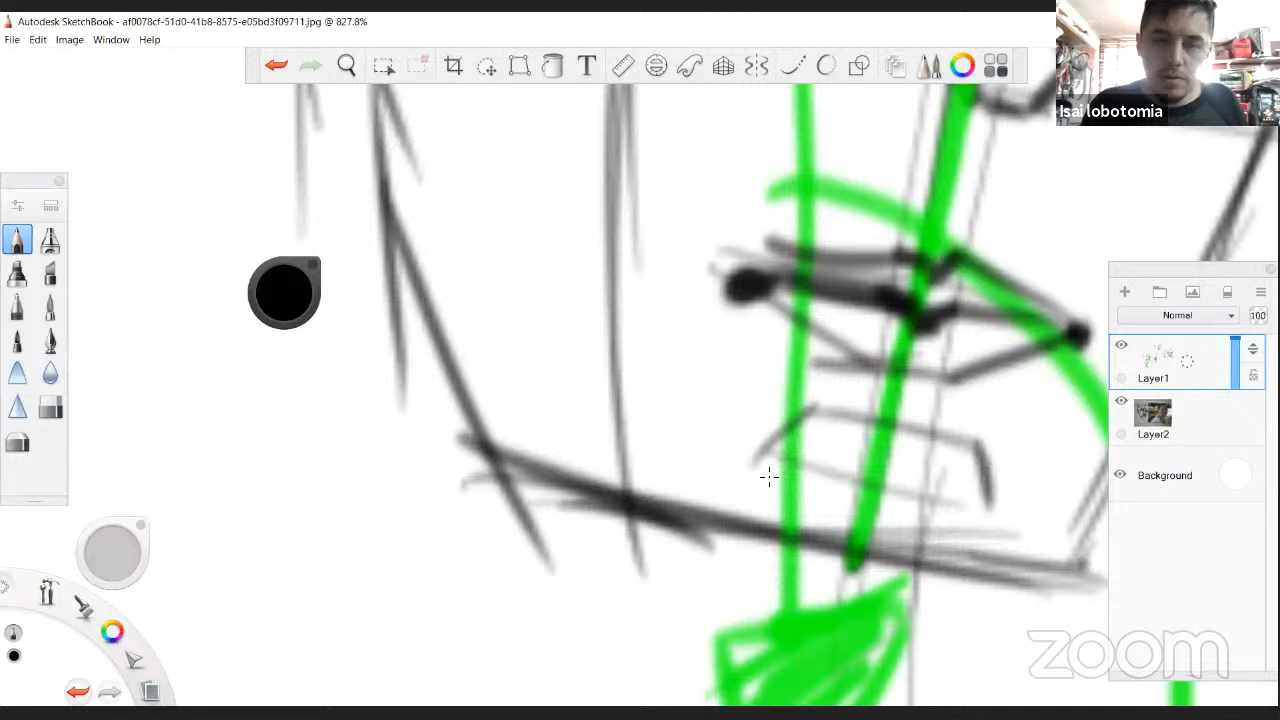 Autodesk SketchBook - af0078cf-51d0-41b8-8575-e05bd3f09711.jpg @ 827.8%
File Edit Image Window Help
T
Isai lobotomia
Normal
100
Layer1
Layer2
Background
zoom